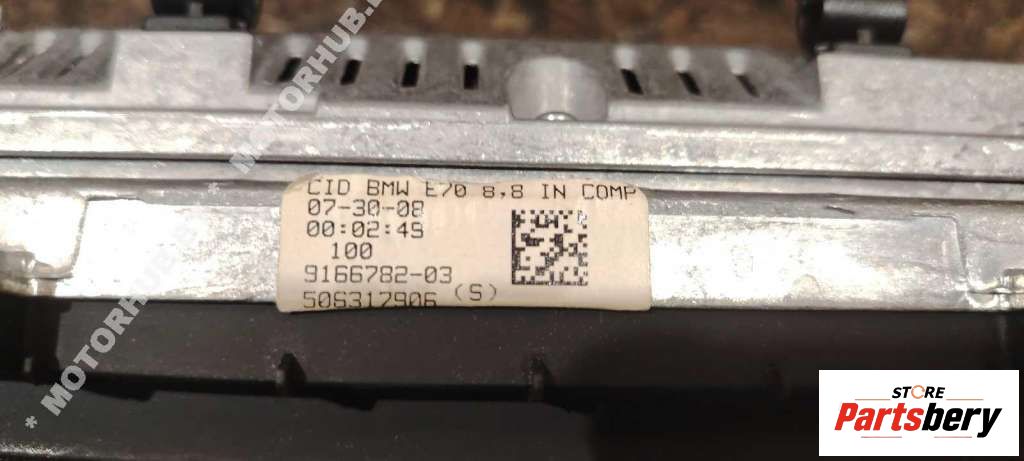 CID BMW E70 8,8 IN COMP
07-30-08
00:02:49
100
9166782-03
506317906 (S)
* MOTORHUB.
* MOTORHUB.
STORE
Partsbery